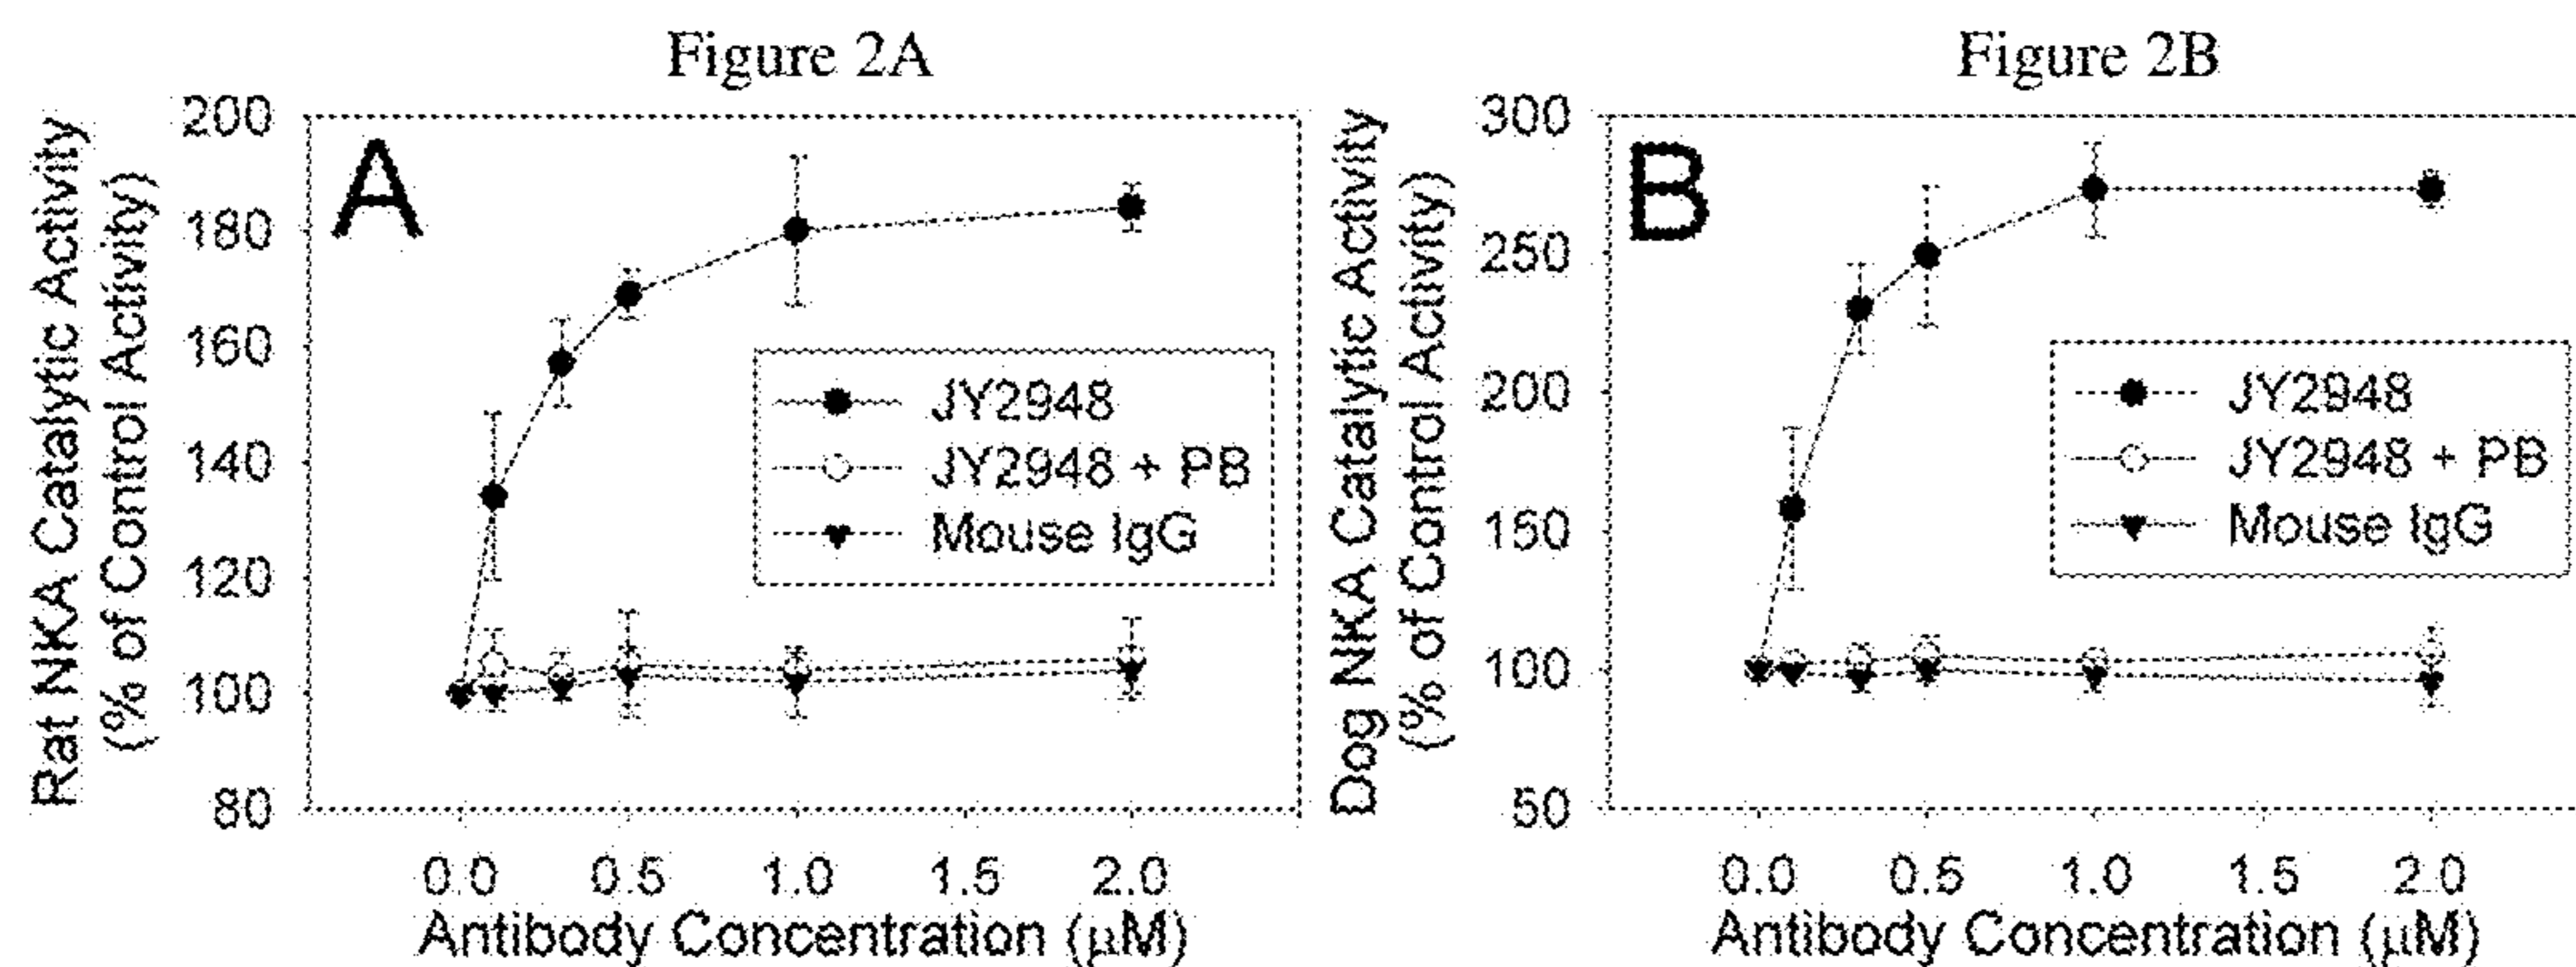 Figure 2A
A
Rat NKA Catalytic Activity
(% of Control Activity)
200
180
160
140
120
100
80
JY2948
JY2948 + PB
Mouse IgG
0.0 0.5 1.0 1.5 2.0
Antibody Concentration (µM)
Figure 2B
B
Dog NKA Catalytic Activity
(% of Control Activity)
300
250
200
150
100
50
JY2948
JY2948 + PB
Mouse IgG
0.0 0.5 1.0 1.5 2.0
Antibody Concentration (µM)